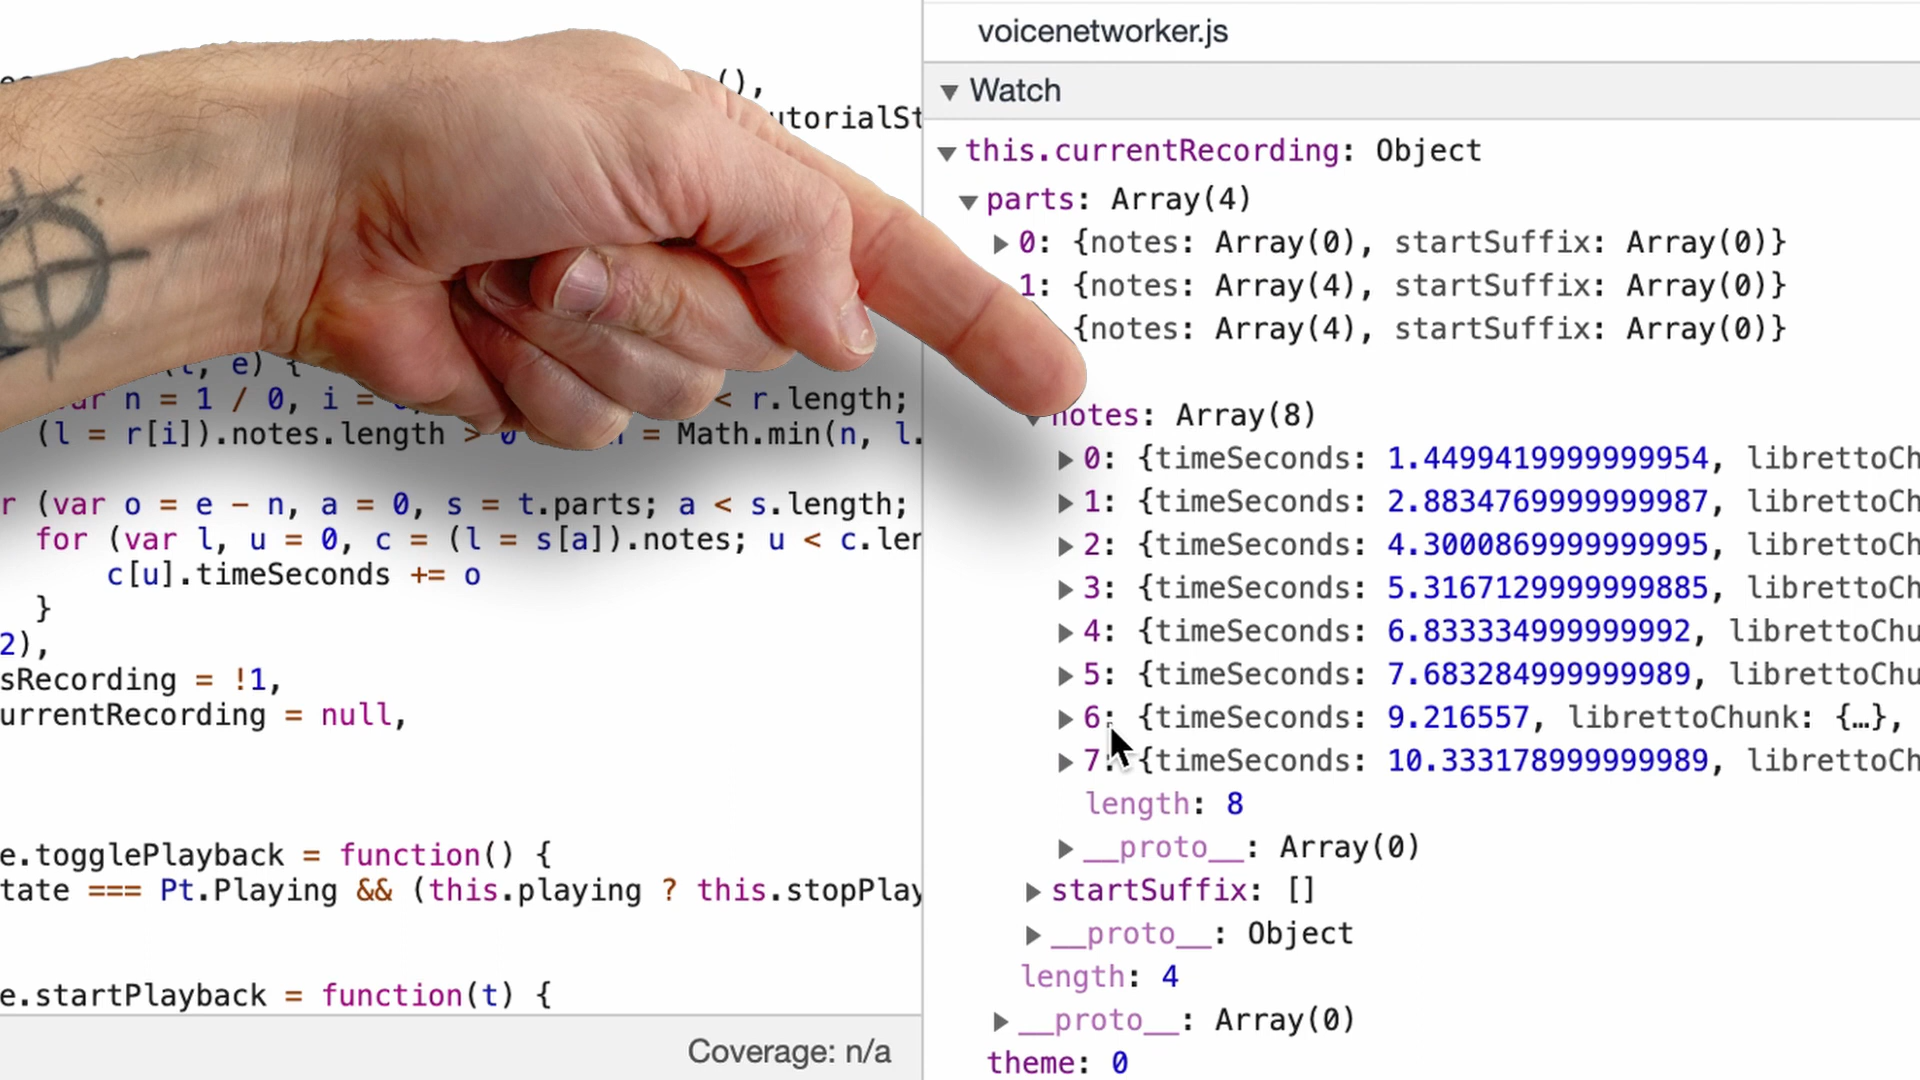 (),
utorialSt
(t, e) {
var n = 1 / 0, i = 0, < r.length;
(l = r[i]).notes.length > 0 = Math.min(n, l.
r (var o = e - n, a = 0, s = t.parts; a < s.length;
for (var l, u = 0, c = (l = s[a]).notes; u < c.ler
c[u].timeSeconds += o
}
2),
sRecording = !1,
urrentRecording = null,
e.togglePlayback = function() {
tate === Pt.Playing && (this.playing ? this.stopPlay
e.startPlayback = function(t) {
Coverage: n/a
voicenetworker.js
▼ Watch
▼ this.currentRecording: Object
▼ parts: Array(4)
▶ 0: {notes: Array(0), startSuffix: Array(0)}
1: {notes: Array(4), startSuffix: Array(0)}
{notes: Array(4), startSuffix: Array(0)}
▼ notes: Array(8)
▶ 0: {timeSeconds: 1.4499419999999954, librettoCh
▶ 1: {timeSeconds: 2.8834769999999987, librettoCh
▶ 2: {timeSeconds: 4.3000869999999995, librettoCh
▶ 3: {timeSeconds: 5.3167129999999885, librettoCh
▶ 4: {timeSeconds: 6.833334999999992, librettoChu
▶ 5: {timeSeconds: 7.683284999999989, librettoChu
▶ 6: {timeSeconds: 9.216557, librettoChunk: {…},
▶ 7: {timeSeconds: 10.333178999999989, librettoCh
length: 8
▶ __proto__: Array(0)
▶ startSuffix: []
▶ __proto__: Object
length: 4
▶ __proto__: Array(0)
theme: 0